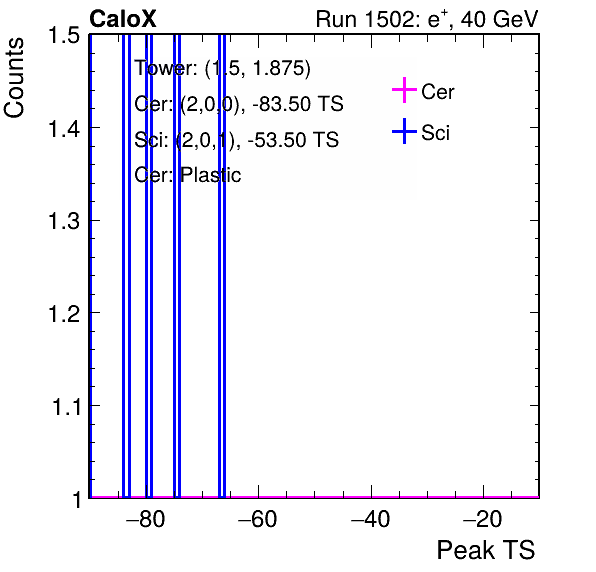 CaloX Run 1502: e+, 40 GeV
Counts
1.5
1.4
1.3
1.2
1.1
1
Tower: (1.5, 1.875)
Cer: (2,0,0), -83.50 TS
Sci: (2,0,1), -53.50 TS
Cer: Plastic
Cer
Sci
−80 −60 −40 −20
Peak TS